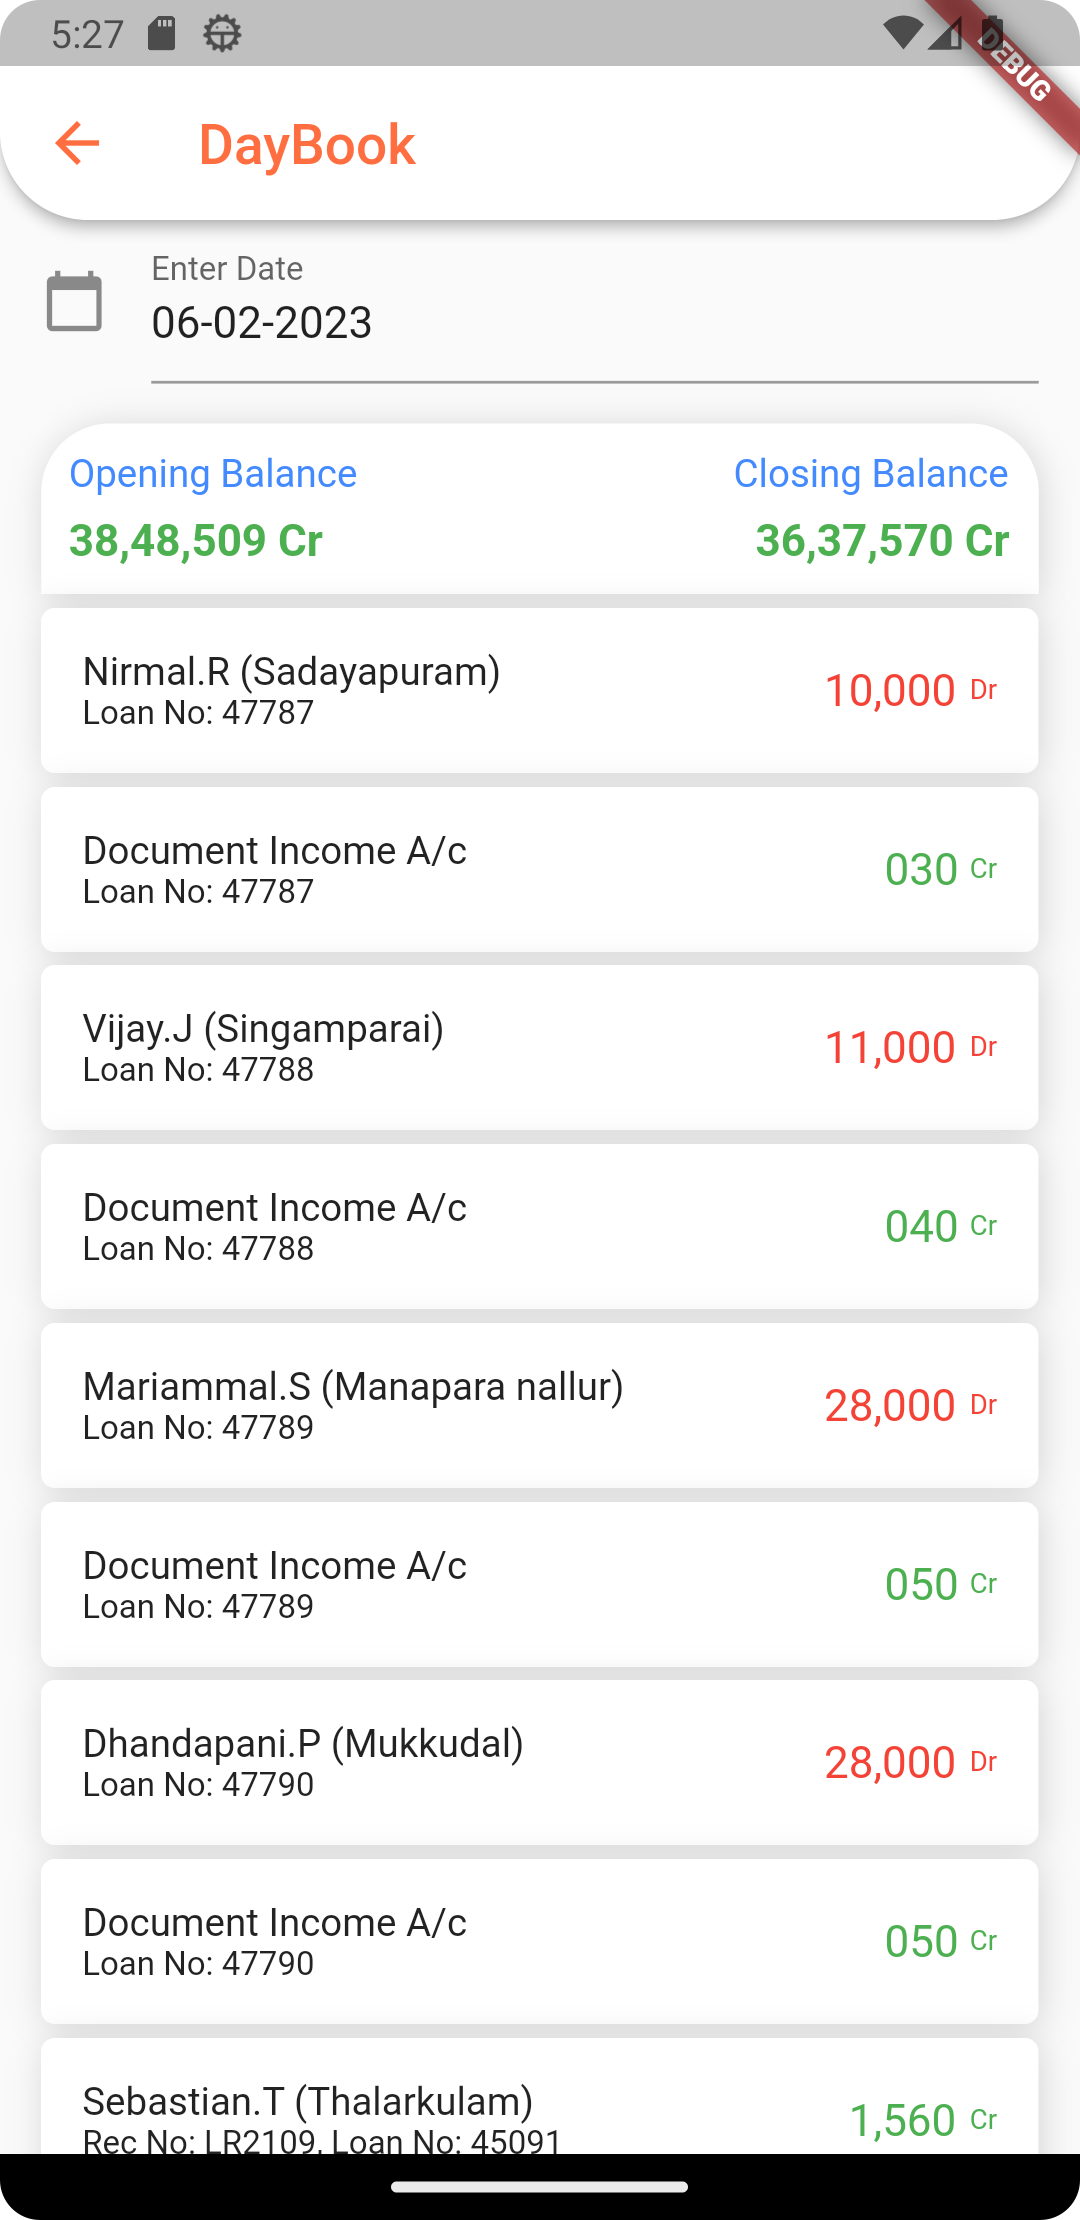 5:27
DEBUG
DayBook
Enter Date
06-02-2023
Opening Balance
Closing Balance
38,48,509 Cr
36,37,570 Cr
Nirmal.R (Sadayapuram)
Loan No: 47787
10,000 Dr
Document Income A/c
Loan No: 47787
030 Cr
Vijay.J (Singamparai)
Loan No: 47788
11,000 Dr
Document Income A/c
Loan No: 47788
040 Cr
Mariammal.S (Manapara nallur)
Loan No: 47789
28,000 Dr
Document Income A/c
Loan No: 47789
050 Cr
Dhandapani.P (Mukkudal)
Loan No: 47790
28,000 Dr
Document Income A/c
Loan No: 47790
050 Cr
Sebastian.T (Thalarkulam)
Rec No: LR2109, Loan No: 45091
1,560 Cr